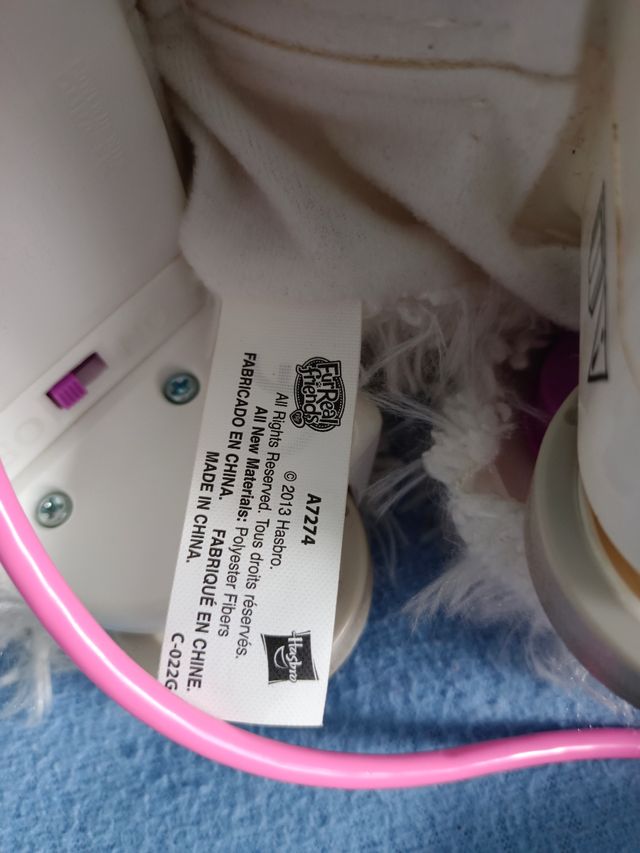 FurReal
friends
A7274
© 2013 Hasbro.
All Rights Reserved. Tous droits réservés.
All New Materials: Polyester Fibers
FABRICADO EN CHINA. FABRIQUÉ EN CHINE.
MADE IN CHINA.
C-022G
Hasbro